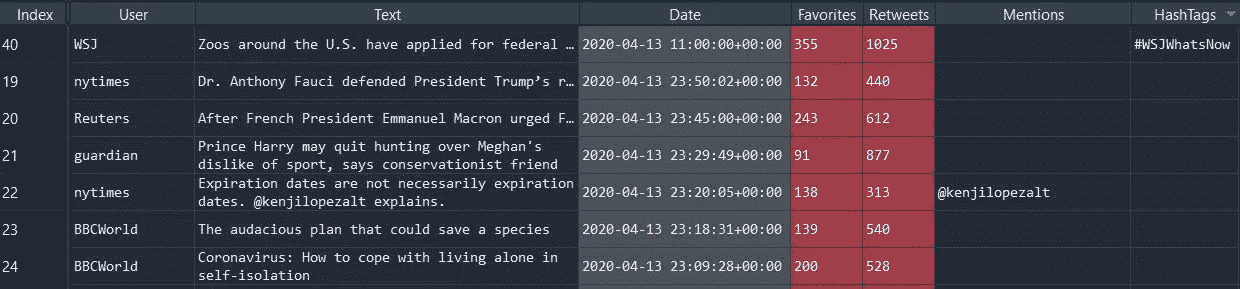 Index User Text Date Favorites Retweets Mentions HashTags
40 WSJ Zoos around the U.S. have applied for federal … 2020-04-13 11:00:00+00:00 355 1025 #WSJWhatsNow
19 nytimes Dr. Anthony Fauci defended President Trump’s r… 2020-04-13 23:50:02+00:00 132 440
20 Reuters After French President Emmanuel Macron urged F… 2020-04-13 23:45:00+00:00 243 612
21 guardian Prince Harry may quit hunting over Meghan's
dislike of sport, says conservationist friend 2020-04-13 23:29:49+00:00 91 877
22 nytimes Expiration dates are not necessarily expiration
dates. @kenjilopezalt explains. 2020-04-13 23:20:05+00:00 138 313 @kenjilopezalt
23 BBCWorld The audacious plan that could save a species 2020-04-13 23:18:31+00:00 139 540
24 BBCWorld Coronavirus: How to cope with living alone in
self-isolation 2020-04-13 23:09:28+00:00 200 528